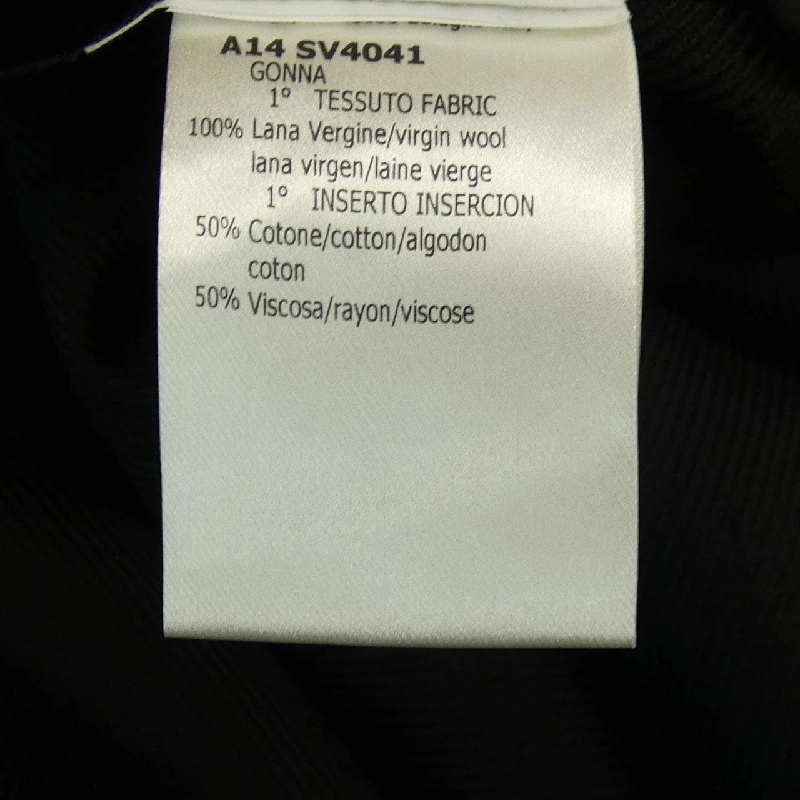 A14 SV4041
GONNA
1° TESSUTO FABRIC
100% Lana Vergine/virgin wool
lana virgen/laine vierge
1° INSERTO INSERCION
50% Cotone/cotton/algodon
coton
50% Viscosa/rayon/viscose